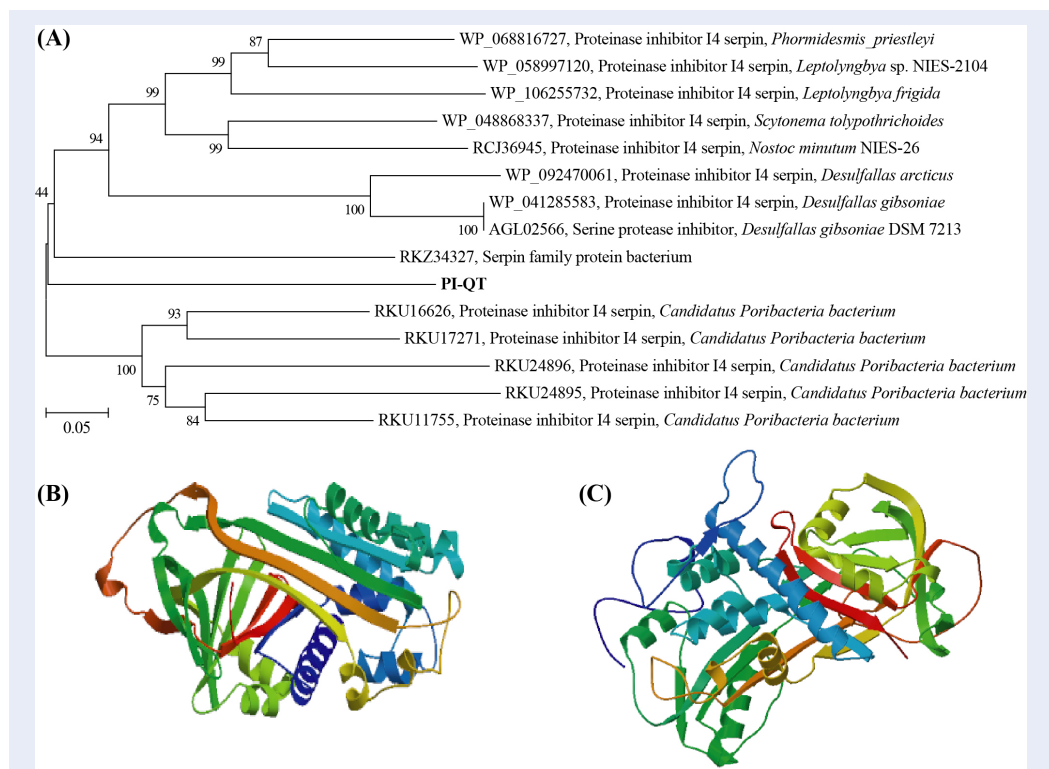 (A)
87
WP_068816727, Proteinase inhibitor I4 serpin, Phormidesmis_priestleyi
99
WP_058997120, Proteinase inhibitor I4 serpin, Leptolyngbya sp. NIES-2104
99
WP_106255732, Proteinase inhibitor I4 serpin, Leptolyngbya frigida
94
WP_048868337, Proteinase inhibitor I4 serpin, Scytonema tolypothrichoides
99
RCJ36945, Proteinase inhibitor I4 serpin, Nostoc minutum NIES-26
44
WP_092470061, Proteinase inhibitor I4 serpin, Desulfallas arcticus
100
WP_041285583, Proteinase inhibitor I4 serpin, Desulfallas gibsoniae
100
AGL02566, Serine protease inhibitor, Desulfallas gibsoniae DSM 7213
RKZ34327, Serpin family protein bacterium
PI-QT
93
RKU16626, Proteinase inhibitor I4 serpin, Candidatus Poribacteria bacterium
RKU17271, Proteinase inhibitor I4 serpin, Candidatus Poribacteria bacterium
100
RKU24896, Proteinase inhibitor I4 serpin, Candidatus Poribacteria bacterium
75
RKU24895, Proteinase inhibitor I4 serpin, Candidatus Poribacteria bacterium
84
RKU11755, Proteinase inhibitor I4 serpin, Candidatus Poribacteria bacterium
0.05
(B)
(C)